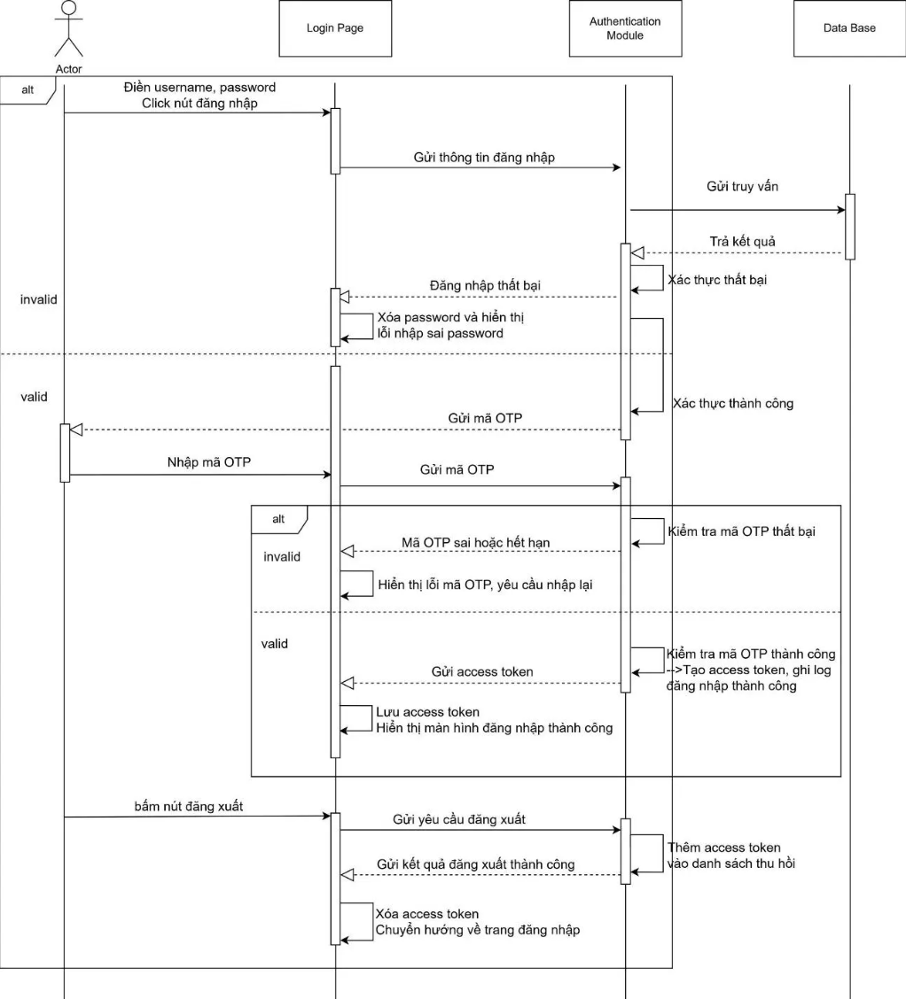 Login Page
Authentication
Module
Data Base
Actor
alt
Điền username, password
Click nút đăng nhập
Gửi thông tin đăng nhập
Gửi truy vấn
Trả kết quả
Xác thực thất bại
Đăng nhập thất bại
invalid
Xóa password và hiển thị
lỗi nhập sai password
valid
Xác thực thành công
Gửi mã OTP
Nhập mã OTP
Gửi mã OTP
alt
Kiểm tra mã OTP thất bại
Mã OTP sai hoặc hết hạn
invalid
Hiển thị lỗi mã OTP, yêu cầu nhập lại
valid
Kiểm tra mã OTP thành công
-->Tạo access token, ghi log
đăng nhập thành công
Gửi access token
Lưu access token
Hiển thị màn hình đăng nhập thành công
bấm nút đăng xuất
Gửi yêu cầu đăng xuất
Thêm access token
vào danh sách thu hồi
Gửi kết quả đăng xuất thành công
Xóa access token
Chuyển hướng về trang đăng nhập